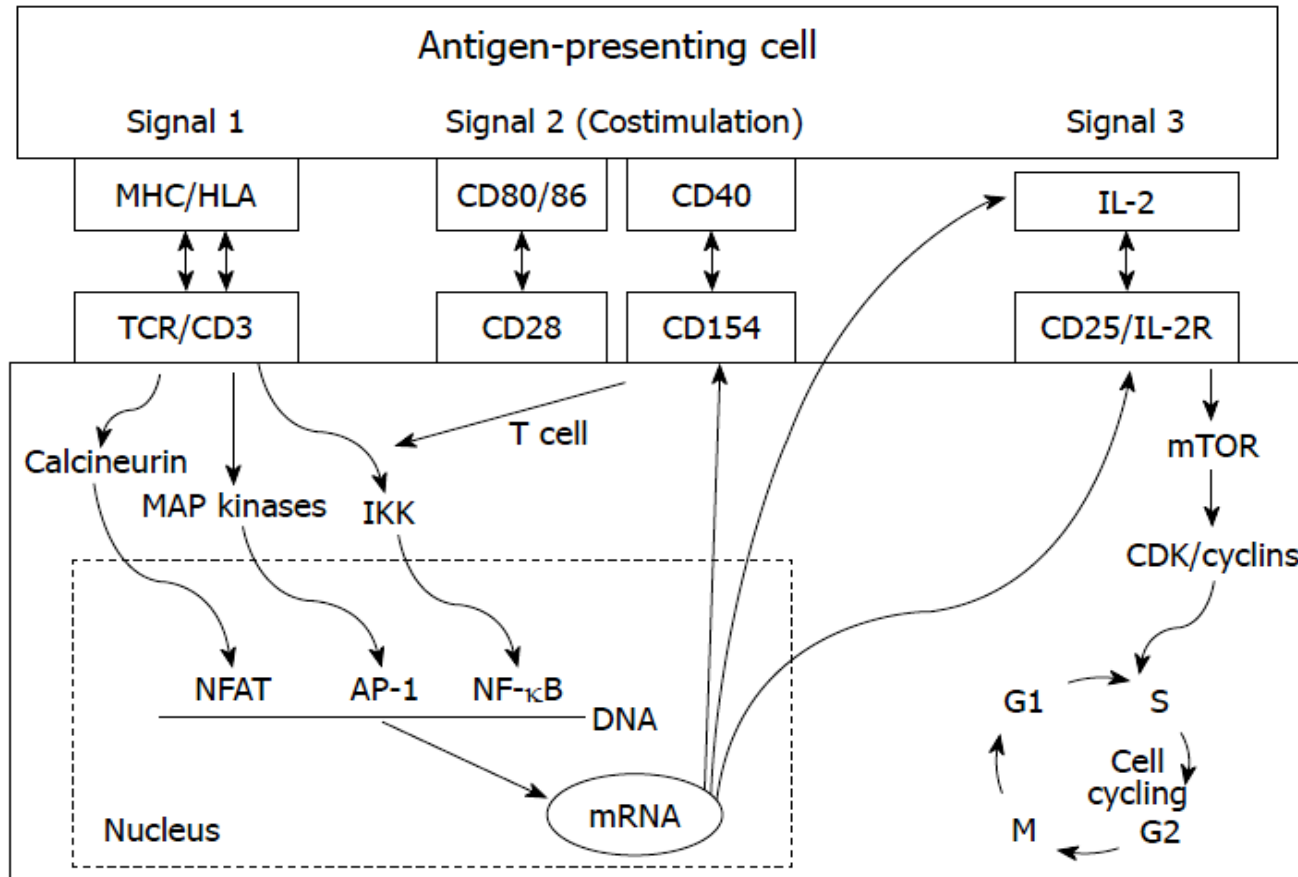 Antigen-presenting cell
Signal 1
Signal 2 (Costimulation)
Signal 3
MHC/HLA
CD80/86
CD40
IL-2
TCR/CD3
CD28
CD154
CD25/IL-2R
T cell
Calcineurin
MAP kinases
IKK
mTOR
CDK/cyclins
NFAT
AP-1
NF-κB
DNA
G1
S
Cell
cycling
M
G2
mRNA
Nucleus